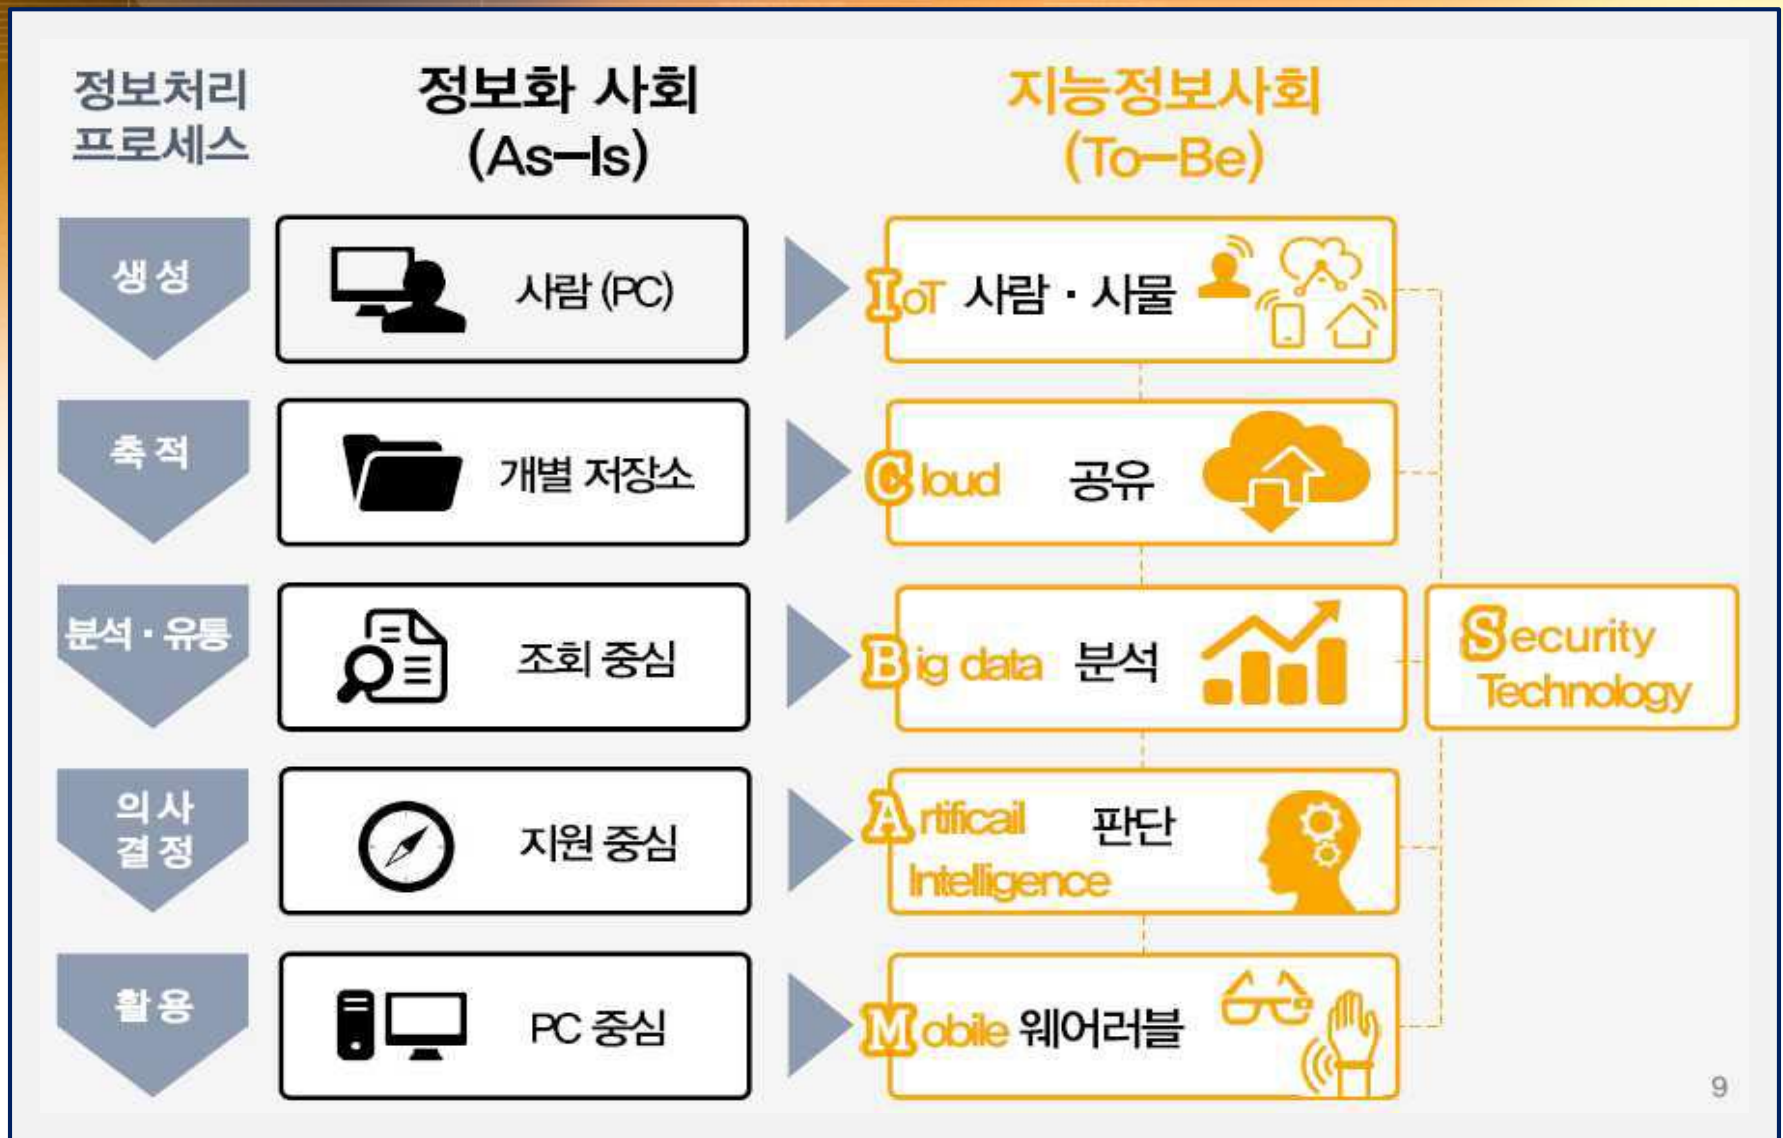 정보처리
프로세스
정보화 사회
(As-Is)
지능정보사회
(To-Be)
생성
사람 (PC)
IoT 사람 · 사물
축적
개별 저장소
Cloud 공유
분석 · 유통
조회 중심
Big data 분석
Security
Technology
의사
결정
지원 중심
Artificail 판단
Intelligence
활용
PC 중심
Mobile 웨어러블
9